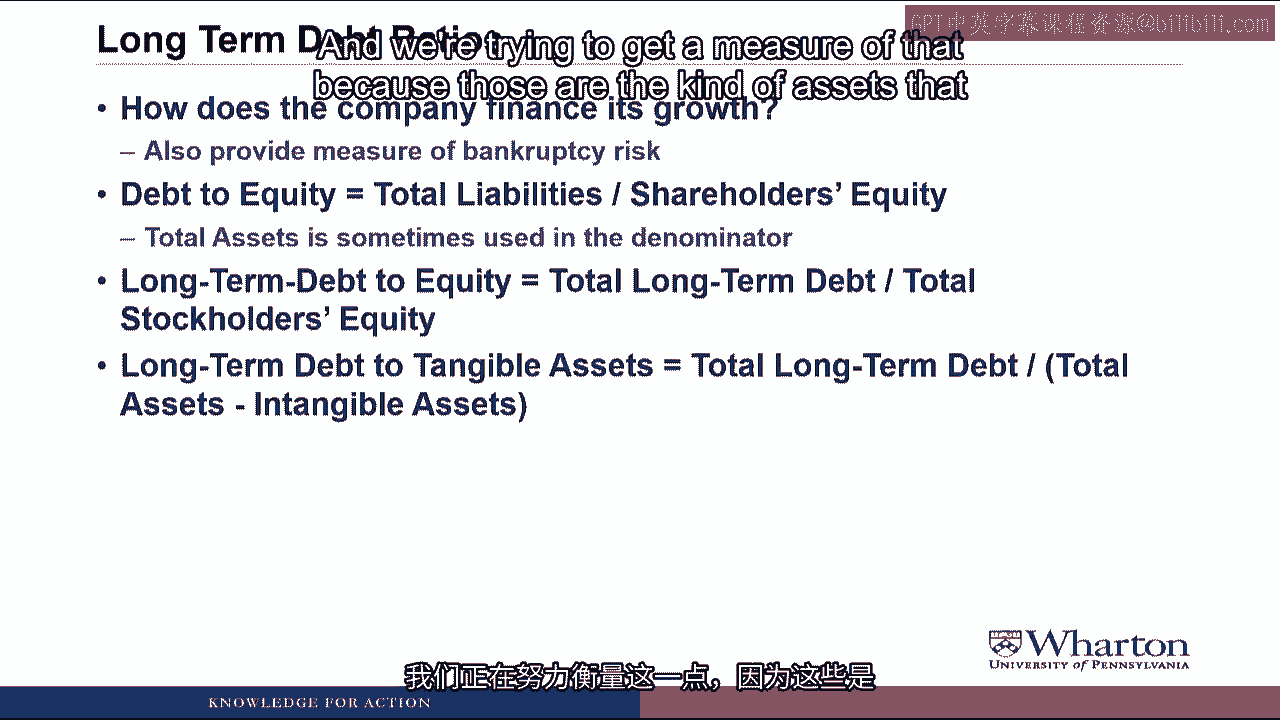 GPT中英字幕课程资源@bilibili.com
Long Term Debt Ratios
And we're trying to get a measure of that
because those are the kind of assets that
• How does the company finance its growth?
– Also provide measure of bankruptcy risk
• Debt to Equity = Total Liabilities / Shareholders' Equity
– Total Assets is sometimes used in the denominator
• Long-Term-Debt to Equity = Total Long-Term Debt / Total
Stockholders' Equity
• Long-Term Debt to Tangible Assets = Total Long-Term Debt / (Total
Assets - Intangible Assets)
Wharton
UNIVERSITY of PENNSYLVANIA
我们正在努力衡量这一点，因为这些是
KNOWLEDGE FOR ACTION